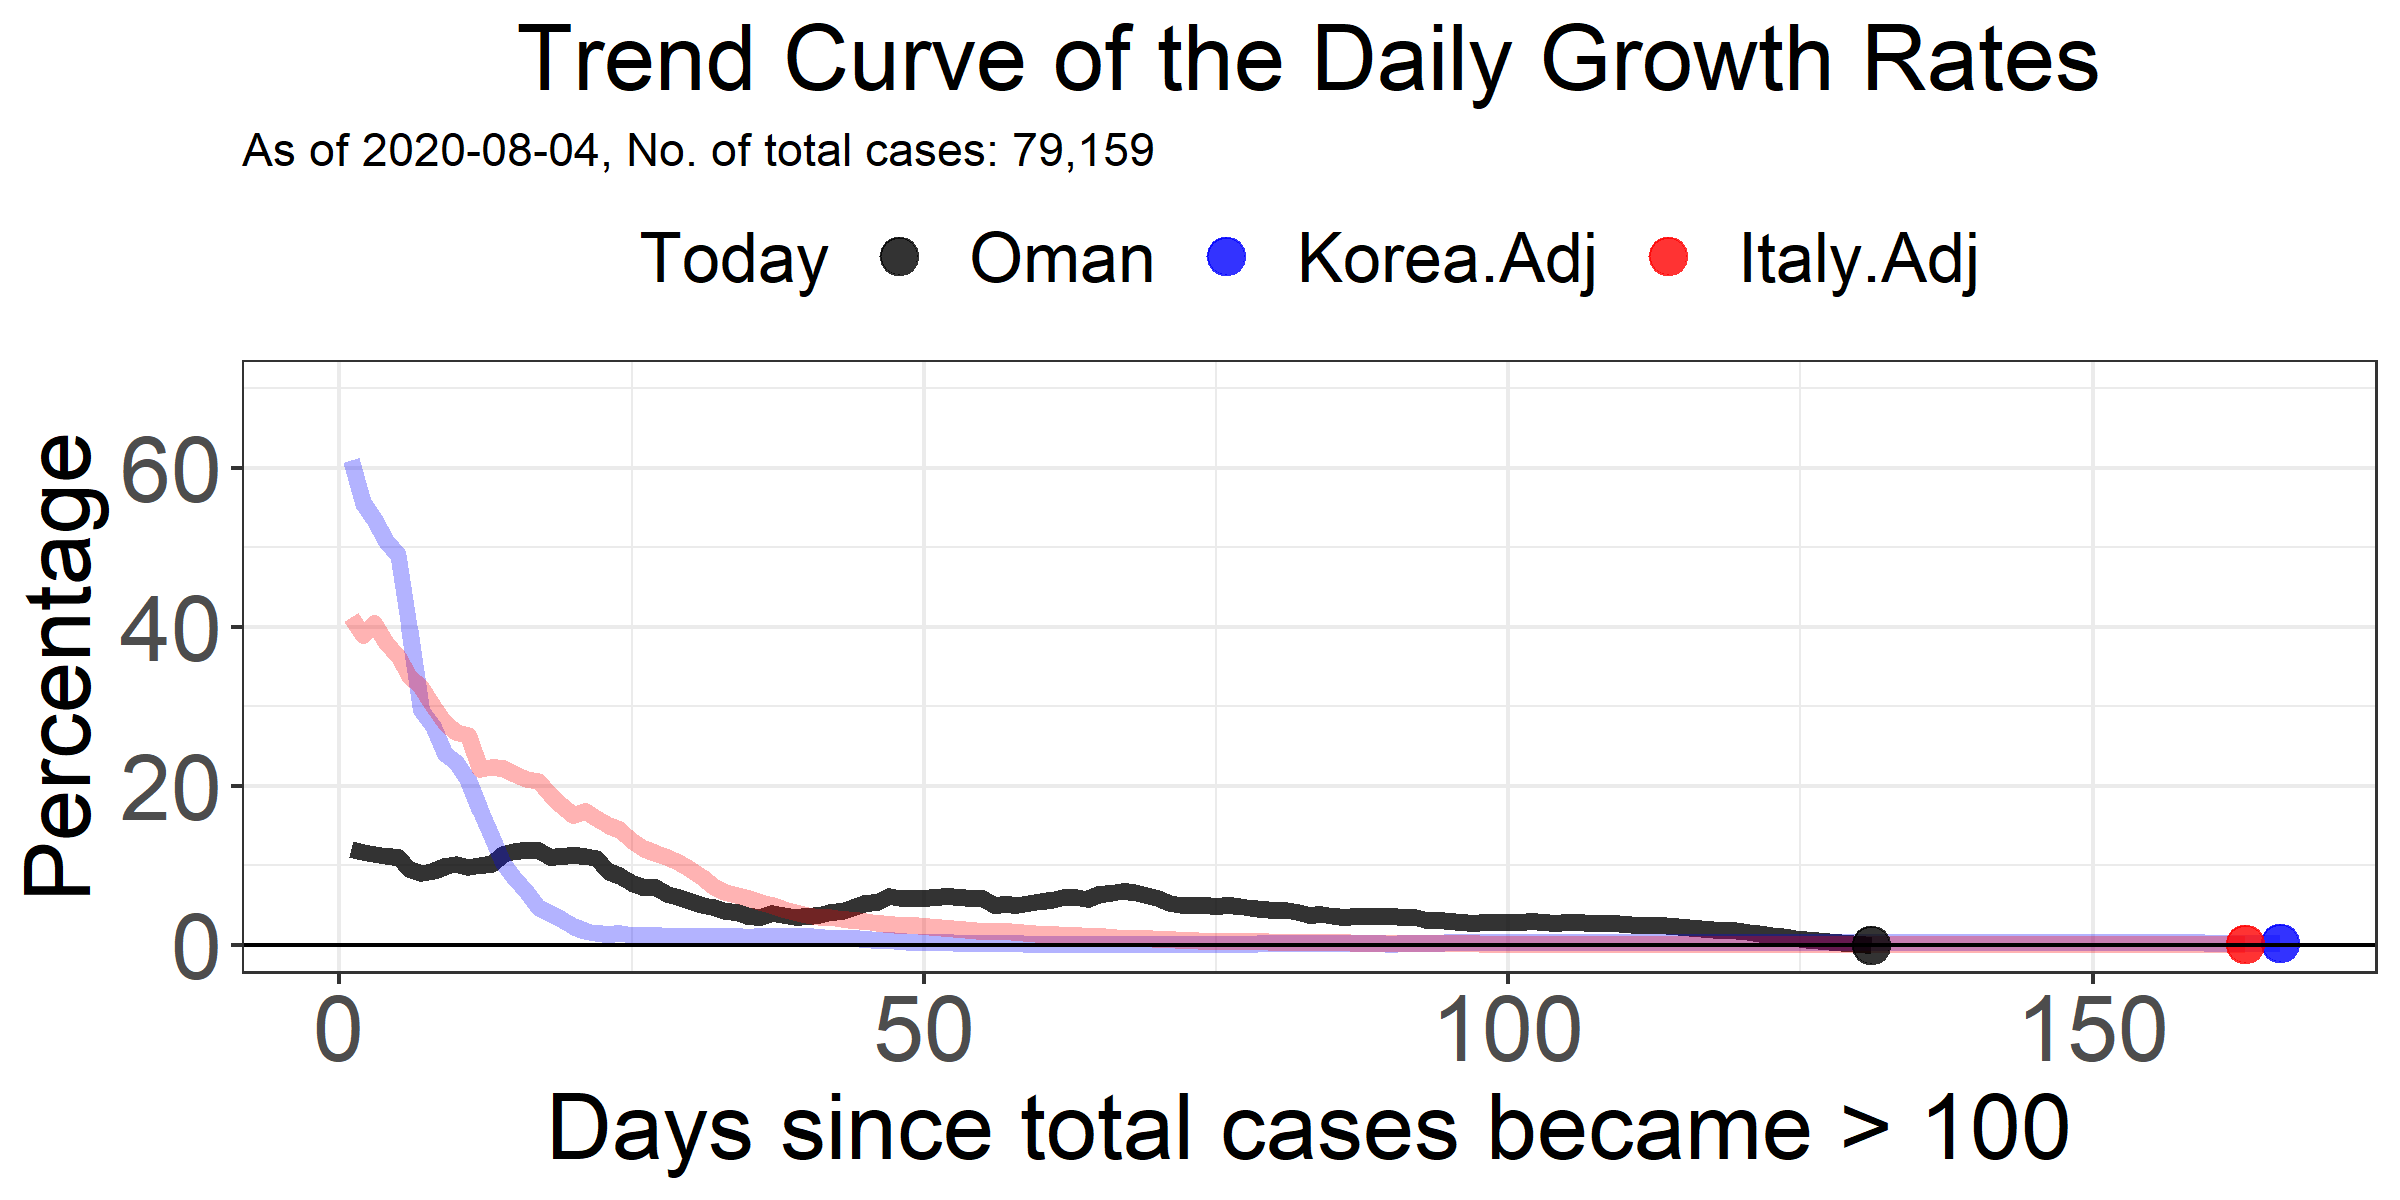 Trend Curve of the Daily Growth Rates
As of 2020-08-04, No. of total cases: 79,159
Today Oman Korea.Adj Italy.Adj
Percentage
60
40
20
0
0 50 100 150
Days since total cases became > 100